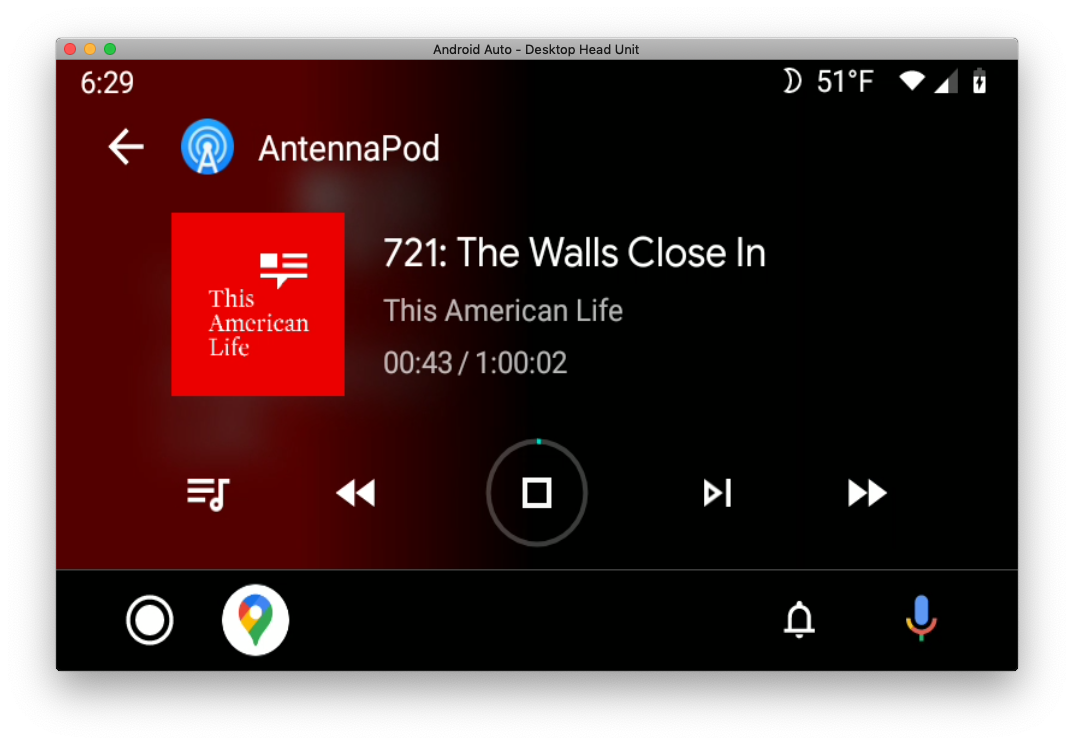 Android Auto - Desktop Head Unit
6:29
51°F
AntennaPod
This
American
Life
721: The Walls Close In
This American Life
00:43 / 1:00:02